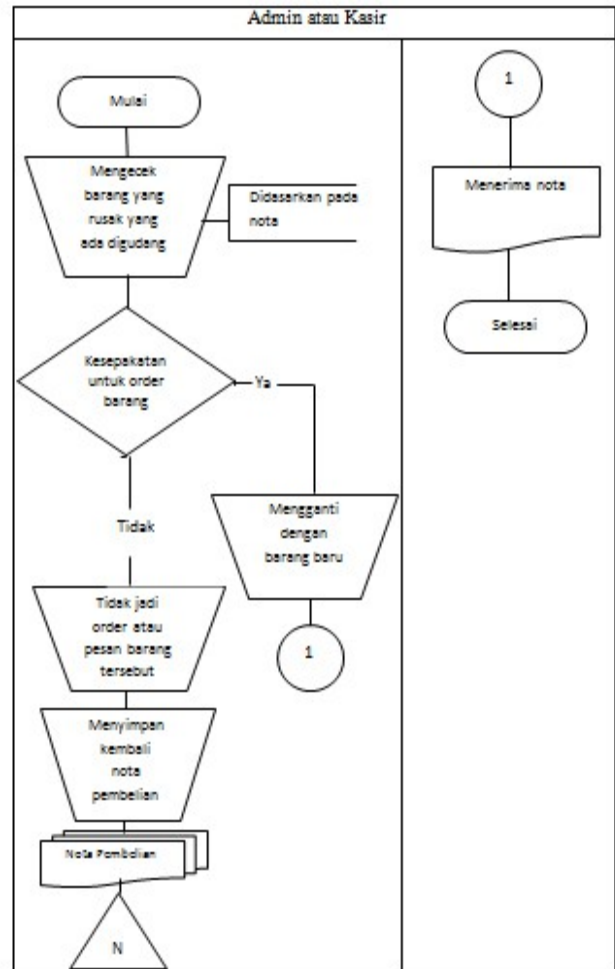 Admin atau Kasir
Mulai
Mengecek
barang yang
rusak yang
ada digudang
Didasarkan pada
nota
Kesepakatan
untuk order
barang
Ya
Tidak
Mengganti
dengan
barang baru
1
Tidak jadi
order atau
pesan barang
tersebut
Menyimpan
kembali
nota
pembelian
Nota Pembelian
N
1
Menerima nota
Selesai